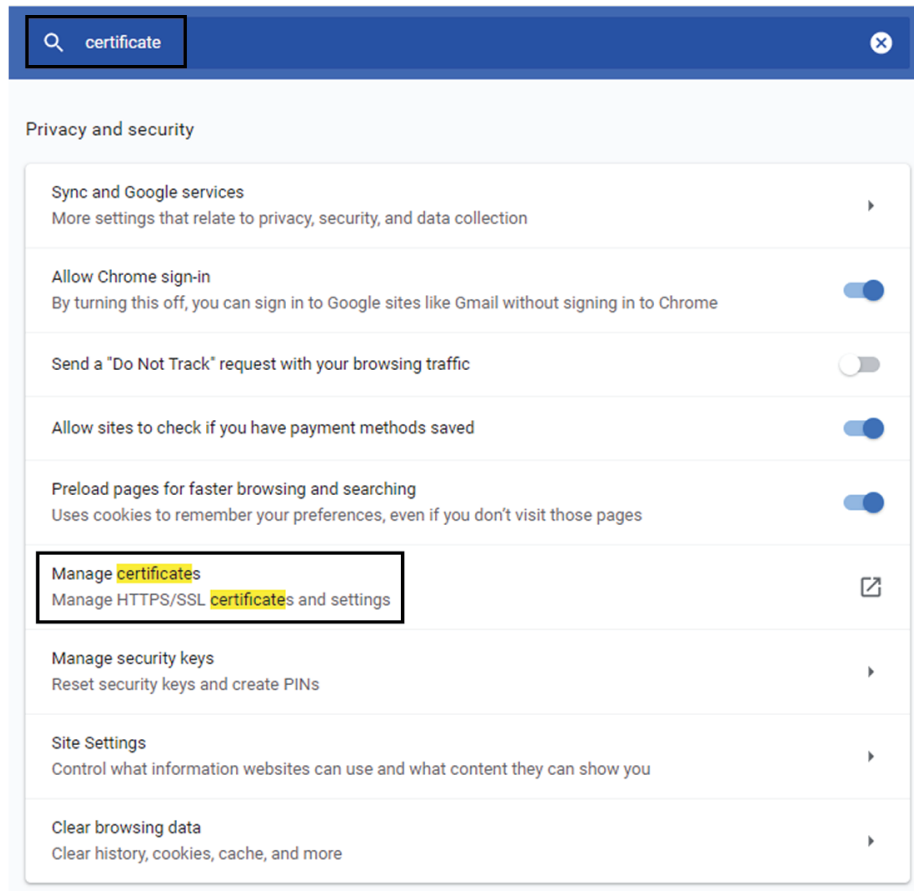 certificate
Privacy and security
Sync and Google services
More settings that relate to privacy, security, and data collection
Allow Chrome sign-in
By turning this off, you can sign in to Google sites like Gmail without signing in to Chrome
Send a "Do Not Track" request with your browsing traffic
Allow sites to check if you have payment methods saved
Preload pages for faster browsing and searching
Uses cookies to remember your preferences, even if you don't visit those pages
Manage certificates
Manage HTTPS/SSL certificates and settings
Manage security keys
Reset security keys and create PINs
Site Settings
Control what information websites can use and what content they can show you
Clear browsing data
Clear history, cookies, cache, and more